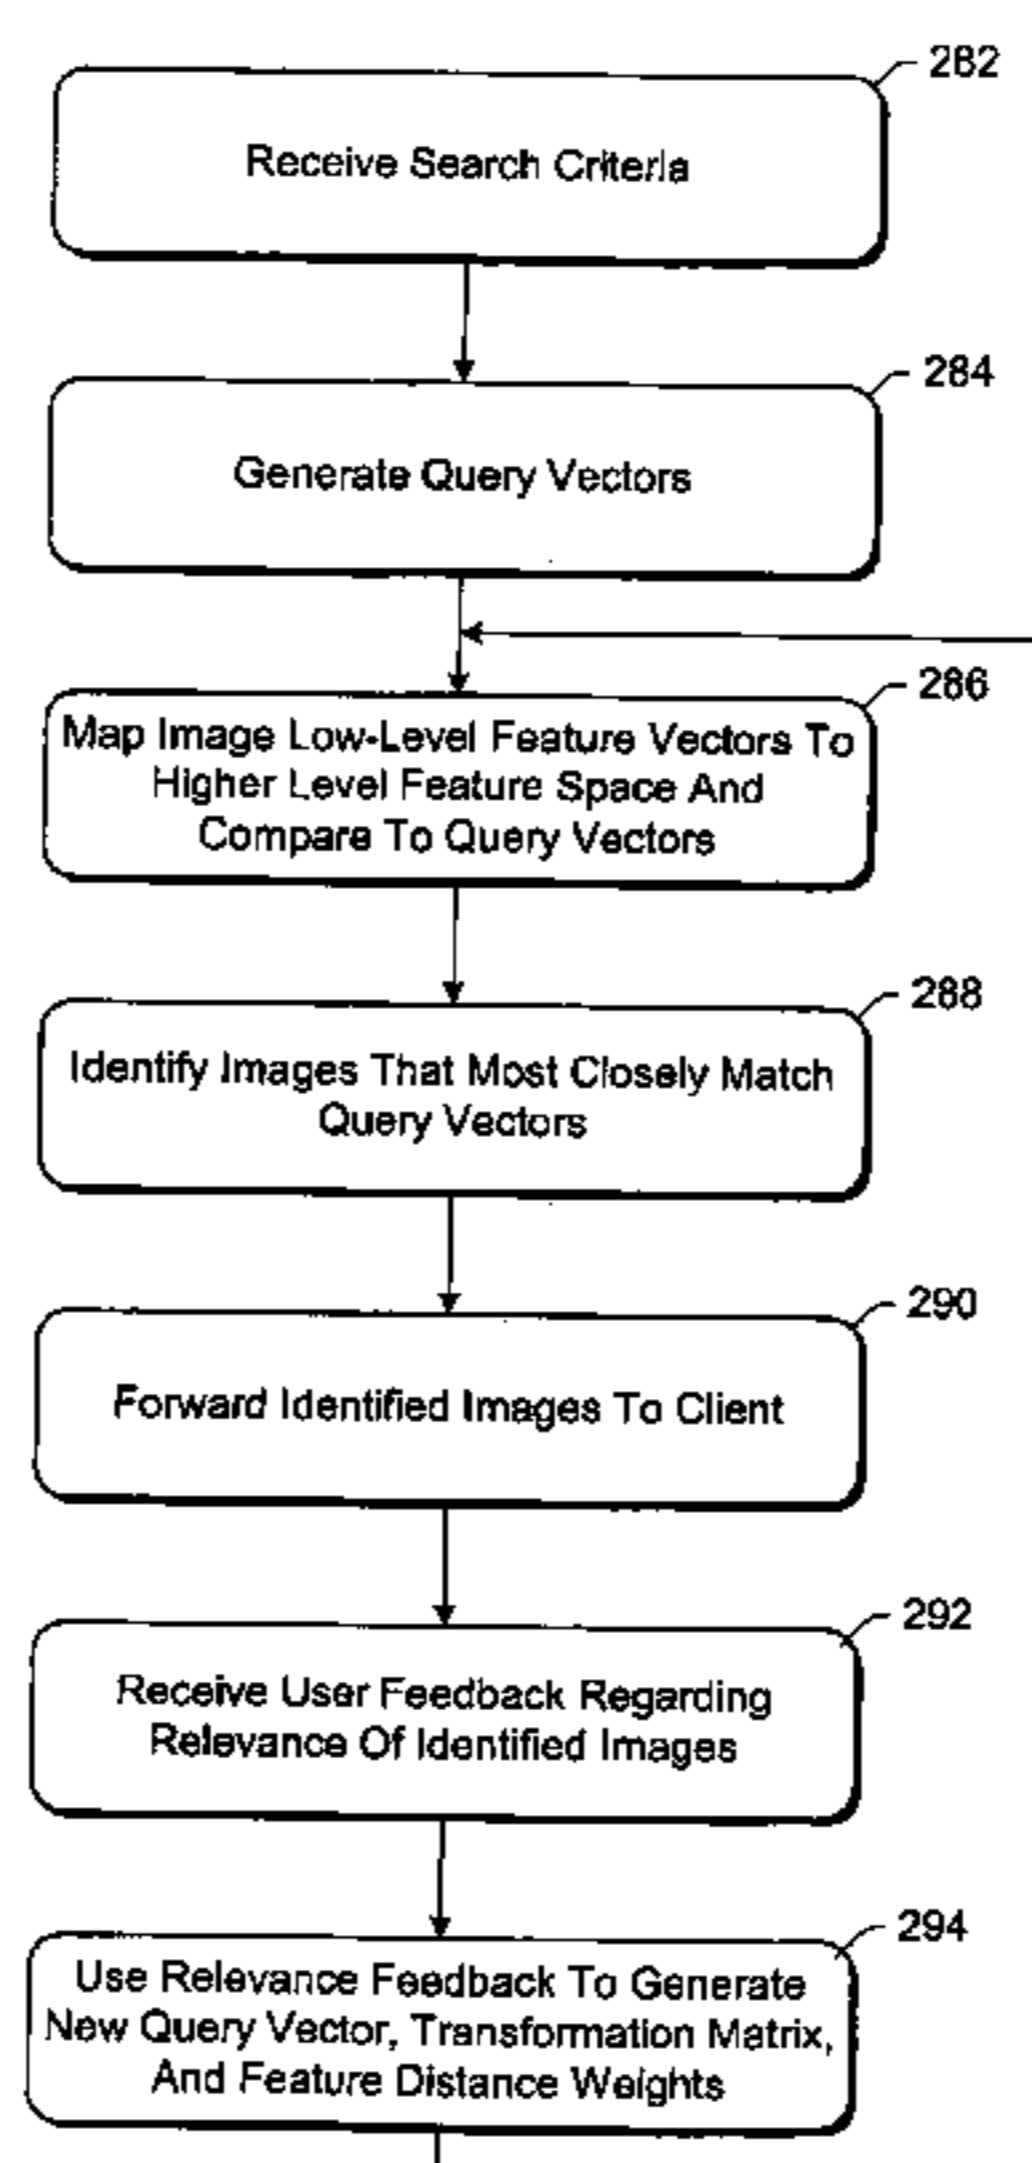 282
Receive Search Criteria
284
Generate Query Vectors
286
Map Image Low-Level Feature Vectors To
Higher Level Feature Space And
Compare To Query Vectors
288
Identify Images That Most Closely Match
Query Vectors
290
Forward Identified Images To Client
292
Receive User Feedback Regarding
Relevance Of Identified Images
294
Use Relevance Feedback To Generate
New Query Vector, Transformation Matrix,
And Feature Distance Weights